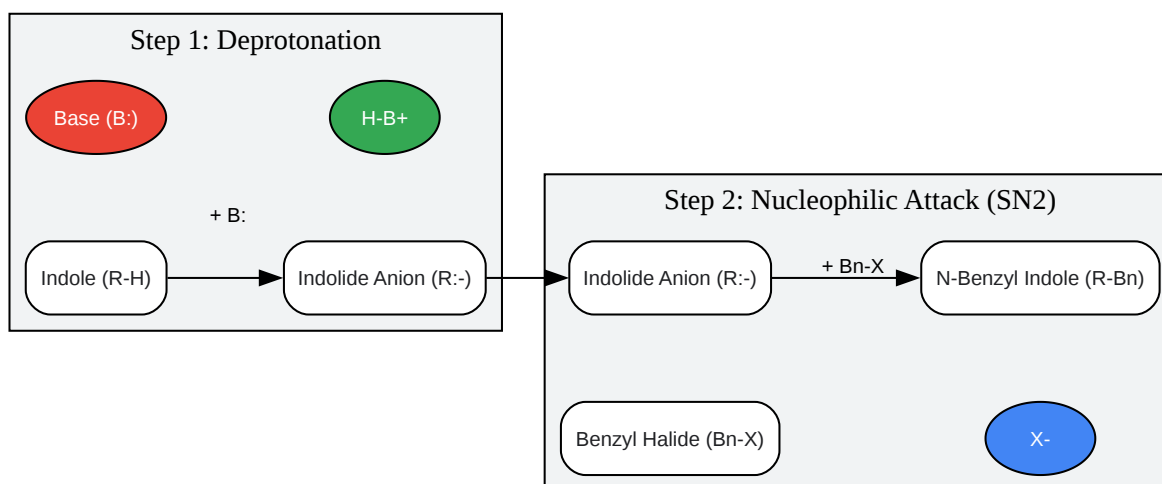 Step 1: Deprotonation
Base (B:)
H-B+
+ B:
Indole (R-H)
Indolide Anion (R:-)
Step 2: Nucleophilic Attack (SN2)
Indolide Anion (R:-)
+ Bn-X
N-Benzyl Indole (R-Bn)
Benzyl Halide (Bn-X)
X-